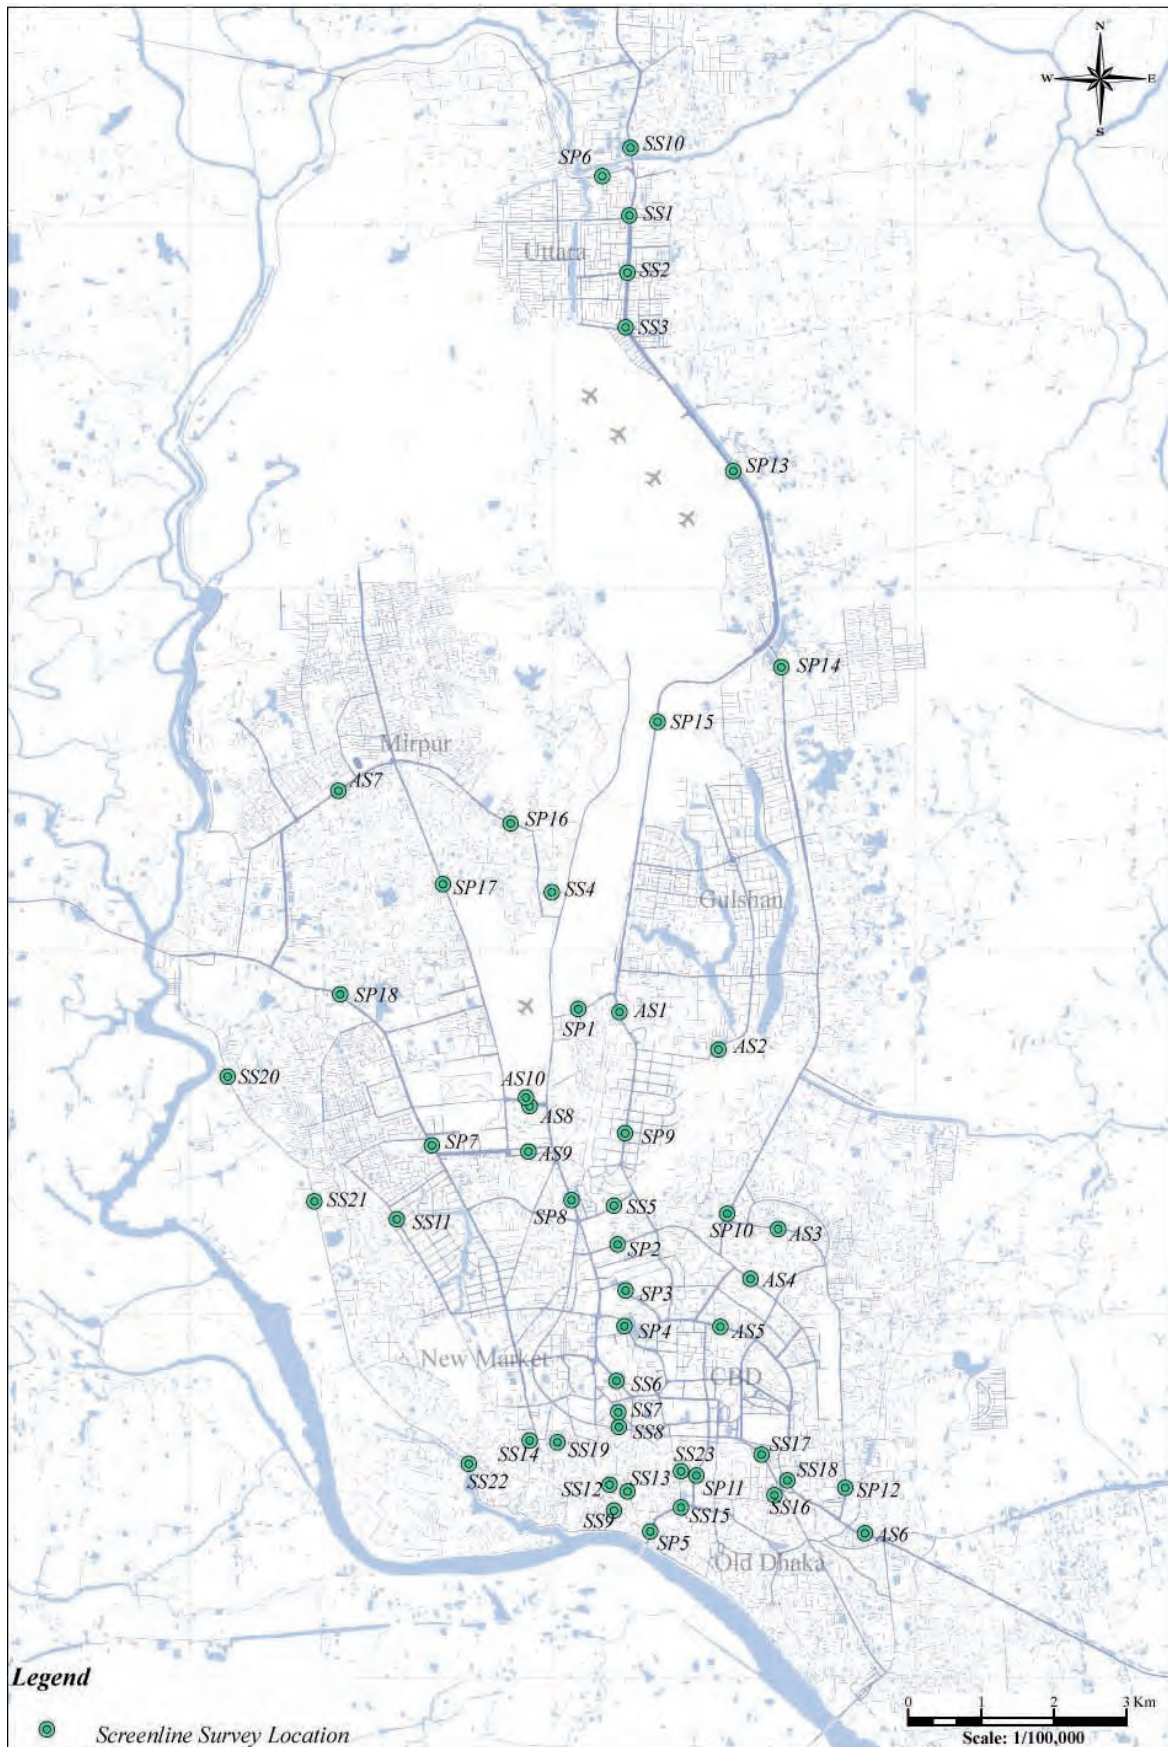 N
W E
S
SS10
SP6
SS1
Uttara
SS2
SS3
SP13
SP14
SP15
Mirpur
AS7
SP16
SP17
SS4
Gulshan
SP18
SP1
AS1
AS2
SS20
AS10
AS8
SP9
SP7
AS9
SS21
SS11
SP8
SS5
SP10
AS3
SP2
AS4
SP3
SP4
AS5
New Market
SS6
CBD
SS7
SS8
SS14
SS19
SS17
SS22
SS23
SS18
SS12
SS13
SP11
SP12
SS16
SS9
SS15
SP5
AS6
Old Dhaka
Legend
Screenline Survey Location
0 1 2 3 Km
Scale: 1/100,000